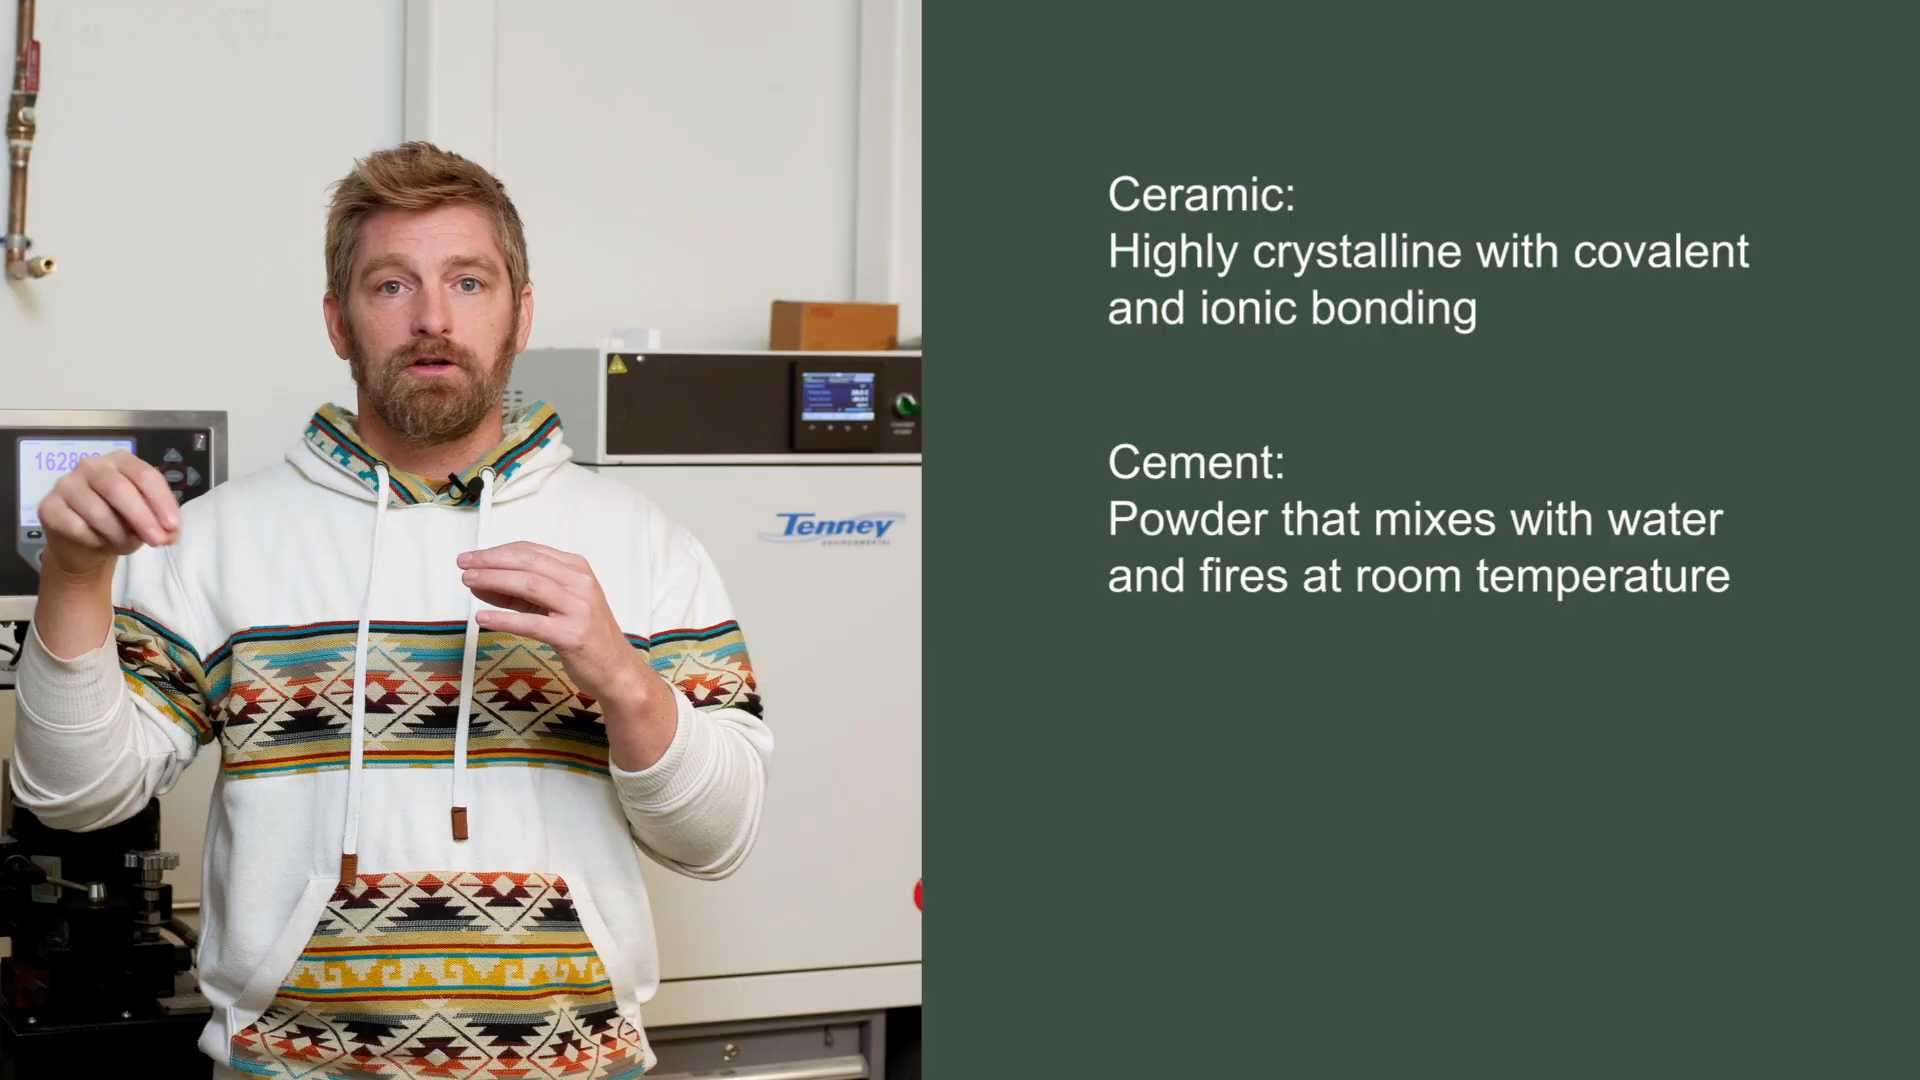 Ceramic:
Highly crystalline with covalent
and ionic bonding
Cement:
Powder that mixes with water
and fires at room temperature
Tenney
ENVIRONMENTAL